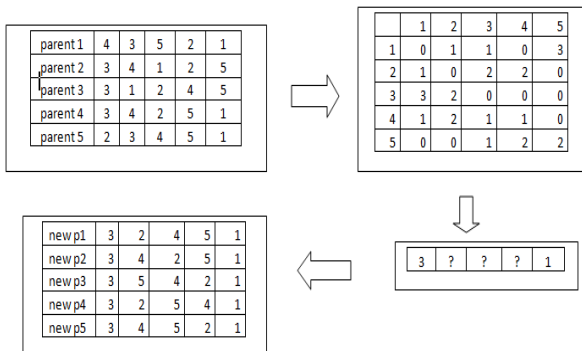 parent 1 4 3 5 2 1
parent 2 3 4 1 2 5
parent 3 3 1 2 4 5
parent 4 3 4 2 5 1
parent 5 2 3 4 5 1
1 2 3 4 5
1 0 1 1 0 3
2 1 0 2 2 0
3 3 2 0 0 0
4 1 2 1 1 0
5 0 0 1 2 2
3 ? ? ? 1
new p1 3 2 4 5 1
new p2 3 4 2 5 1
new p3 3 5 4 2 1
new p4 3 2 5 4 1
new p5 3 4 5 2 1